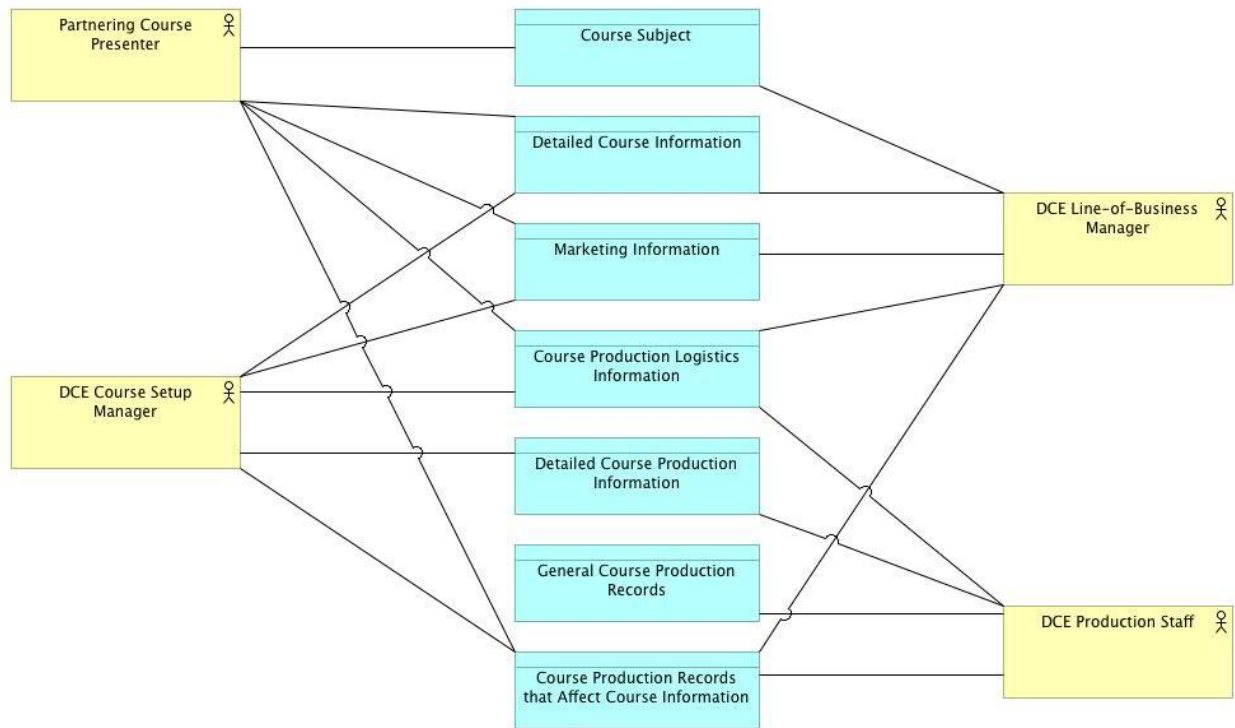 Partnering Course
Presenter
Course Subject
Detailed Course Information
DCE Line-of-Business
Manager
Marketing Information
Course Production Logistics
Information
DCE Course Setup
Manager
Detailed Course Production
Information
General Course Production
Records
DCE Production Staff
Course Production Records
that Affect Course Information